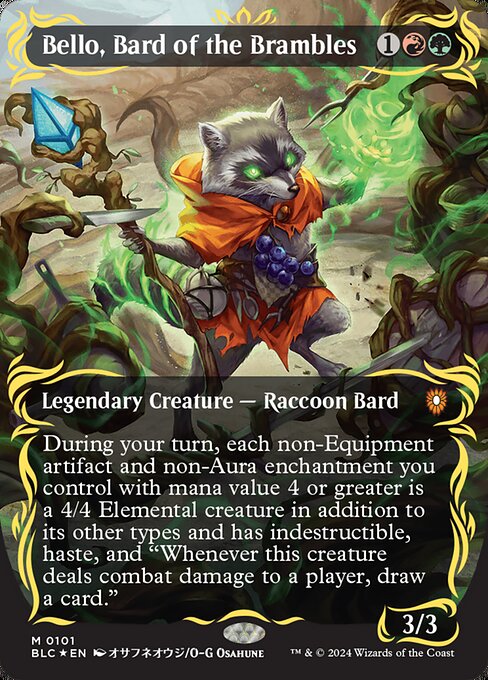 Bello, Bard of the Brambles 1
Legendary Creature — Raccoon Bard
During your turn, each non-Equipment
artifact and non-Aura enchantment you
control with mana value 4 or greater is
a 4/4 Elemental creature in addition to
its other types and has indestructible,
haste, and “Whenever this creature
deals combat damage to a player, draw
a card.”
3/3
M 0101
BLC ★ EN オサフネオウジ/O-G Osahune ™ & © 2024 Wizards of the Coast